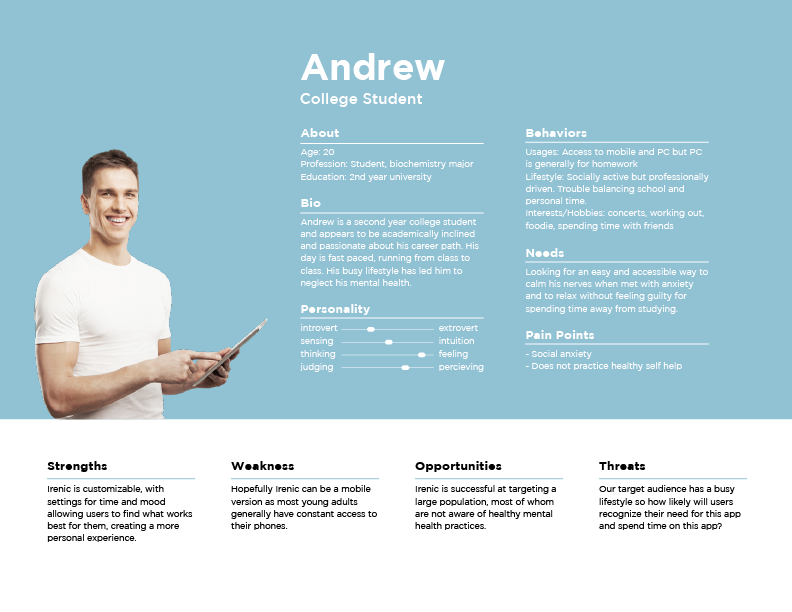 Andrew
College Student
About
Age: 20
Profession: Student, biochemistry major
Education: 2nd year university
Bio
Andrew is a second year college student
and appears to be academically inclined
and passionate about his career path. His
day is fast paced, running from class to
class. His busy lifestyle has led him to
neglect his mental health.
Personality
introvert extrovert
sensing intuition
thinking feeling
judging percieving
Behaviors
Usages: Access to mobile and PC but PC
is generally for homework
Lifestyle: Socially active but professionally
driven. Trouble balancing school and
personal time.
Interests/Hobbies: concerts, working out,
foodie, spending time with friends
Needs
Looking for an easy and accessible way to
calm his nerves when met with anxiety
and to relax without feeling guilty for
spending time away from studying.
Pain Points
- Social anxiety
- Does not practice healthy self help
Strengths
Irenic is customizable, with
settings for time and mood
allowing users to find what works
best for them, creating a more
personal experience.
Weakness
Hopefully Irenic can be a mobile
version as most young adults
generally have constant access to
their phones.
Opportunities
Irenic is successful at targeting a
large population, most of whom
are not aware of healthy mental
health practices.
Threats
Our target audience has a busy
lifestyle so how likely will users
recognize their need for this app
and spend time on this app?